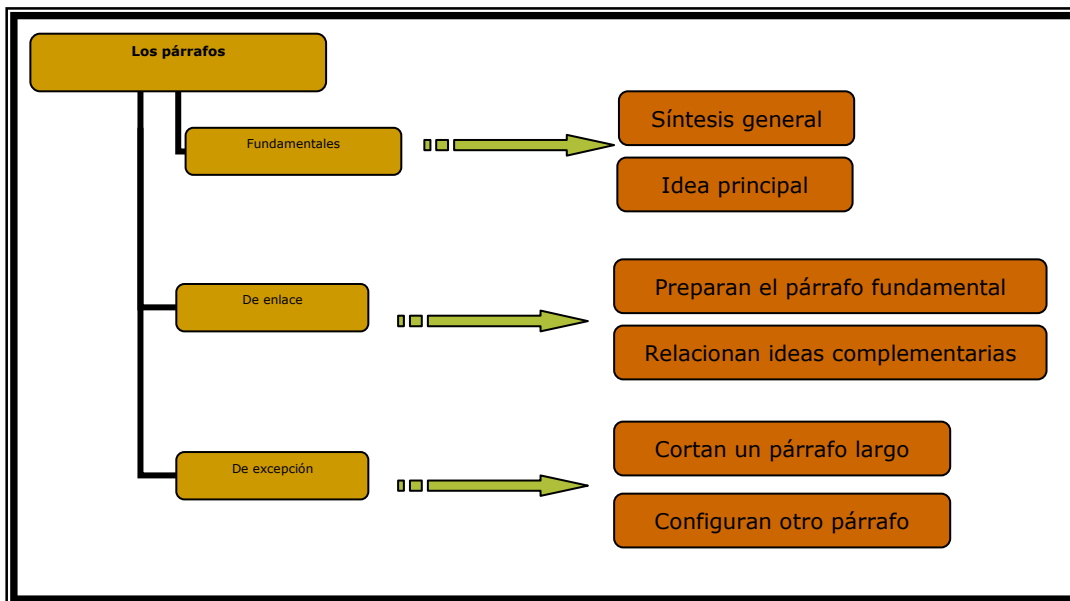 Los párrafos
Fundamentales
Síntesis general
Idea principal
De enlace
Preparan el párrafo fundamental
Relacionan ideas complementarias
De excepción
Cortan un párrafo largo
Configuran otro párrafo